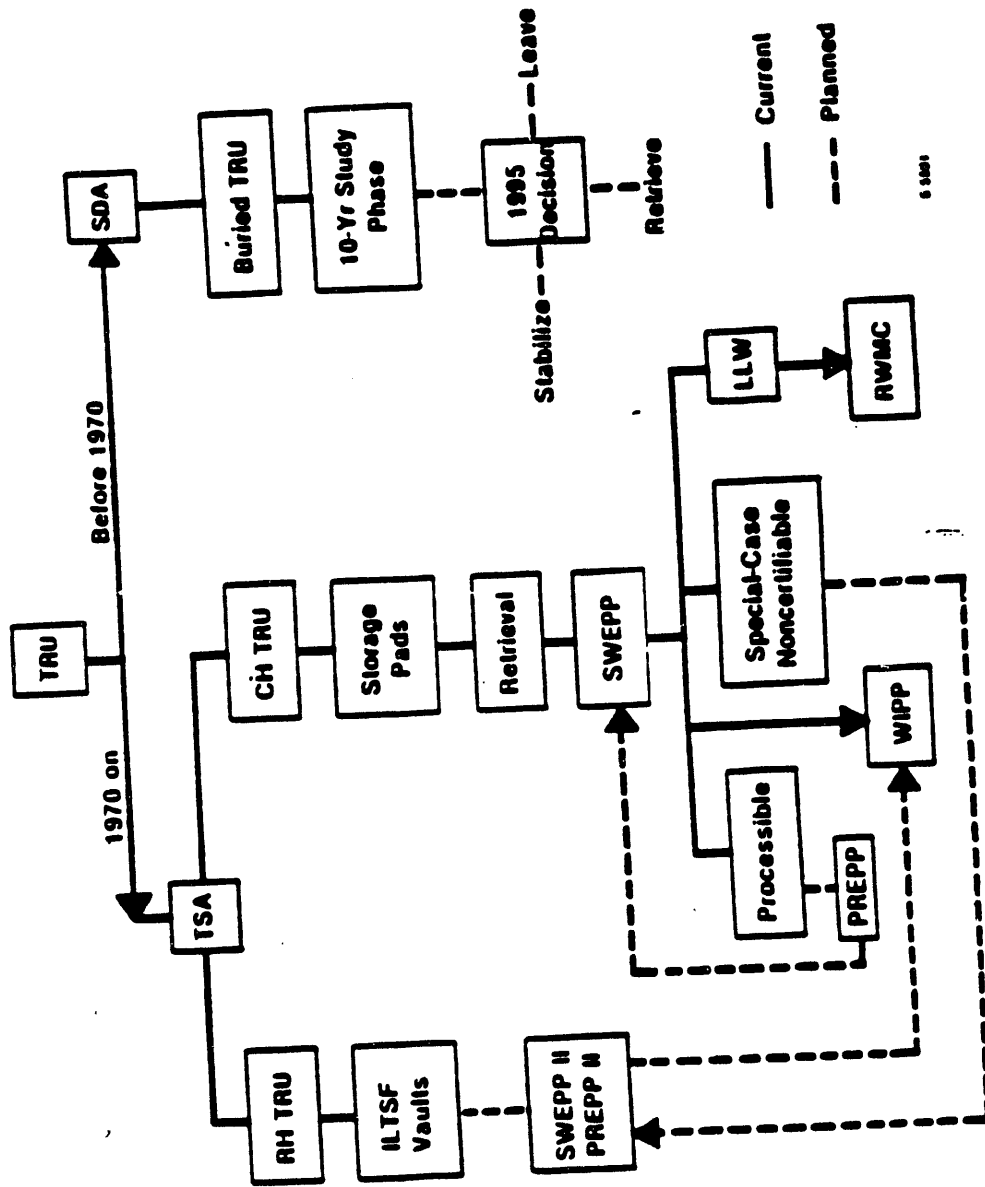 TRU
1970 on
Before 1970
TSA
SDA
RH TRU
CH TRU
Buried TRU
ILTSF
Vaults
Storage
Pads
10-Yr Study
Phase
Retrieval
SWEPP II
PREPP II
SWEPP
Stabilize
1995
Decision
Leave
Retrieve
Processible
Special-Case
Noncertifiable
LLW
PREPP
WIPP
RWMC
Current
Planned